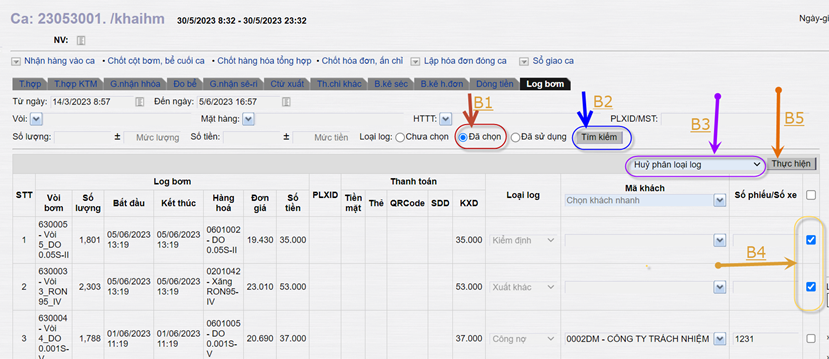 Ca: 23053001. /khaihm
30/5/2023 8:32 - 30/5/2023 23:32
NV:
Nhận hàng vào ca • Chốt cột bơm, bể cuối ca • Chốt hàng hóa tổng hợp • Chốt hóa đơn, ấn chỉ Lập hóa đơn đóng ca • Sổ giao ca
T.hợp T.hợp KTM G.nhận hhóa Đo bể G.nhận sê-ri Ctừ xuất Th.chi khác B.kê séc B.kê h.đơn Dòng tiền Log bơm
Từ ngày: 14/3/2023 8:57 Đến ngày: 5/6/2023 16:57
B1 B2 B3 B5
Vòi: Mặt hàng: HTTT: PLXID/MST:
Số lượng: ± Mức lượng Số tiền: ± Mức tiền Loại log: Chưa chọn Đã chọn Đã sử dụng Tìm kiếm
Huỷ phân loại log Thực hiện
STT Log bơm PLXID Thanh toán Loại log Mã khách Số phiếu/Số xe
Chọn khách nhanh
Vòi bơm Số lượng Bắt đầu Kết thúc Hàng hoá Đơn giá Số tiền Tiền mặt Thẻ QRCode SDD KXD
1 630005 - Vòi 5_DO 0.05S-II 1,801 05/06/2023 13:19 05/06/2023 13:19 0601002 - DO 0.05S-II 19.430 35.000 35.000 Kiểm định
B4
2 630003 - Vòi 3_RON 95_IV 2,303 05/06/2023 13:19 05/06/2023 13:19 0201042 - Xăng RON95-IV 23.010 53.000 53.000 Xuất khác
3 630004 - Vòi 4_DO 0.001S-V 1,788 01/06/2023 11:19 01/06/2023 11:19 0601005 - DO 0.001S-V 20.690 37.000 37.000 Công nợ 0002DM - CÔNG TY TRÁCH NHIỆM 1231